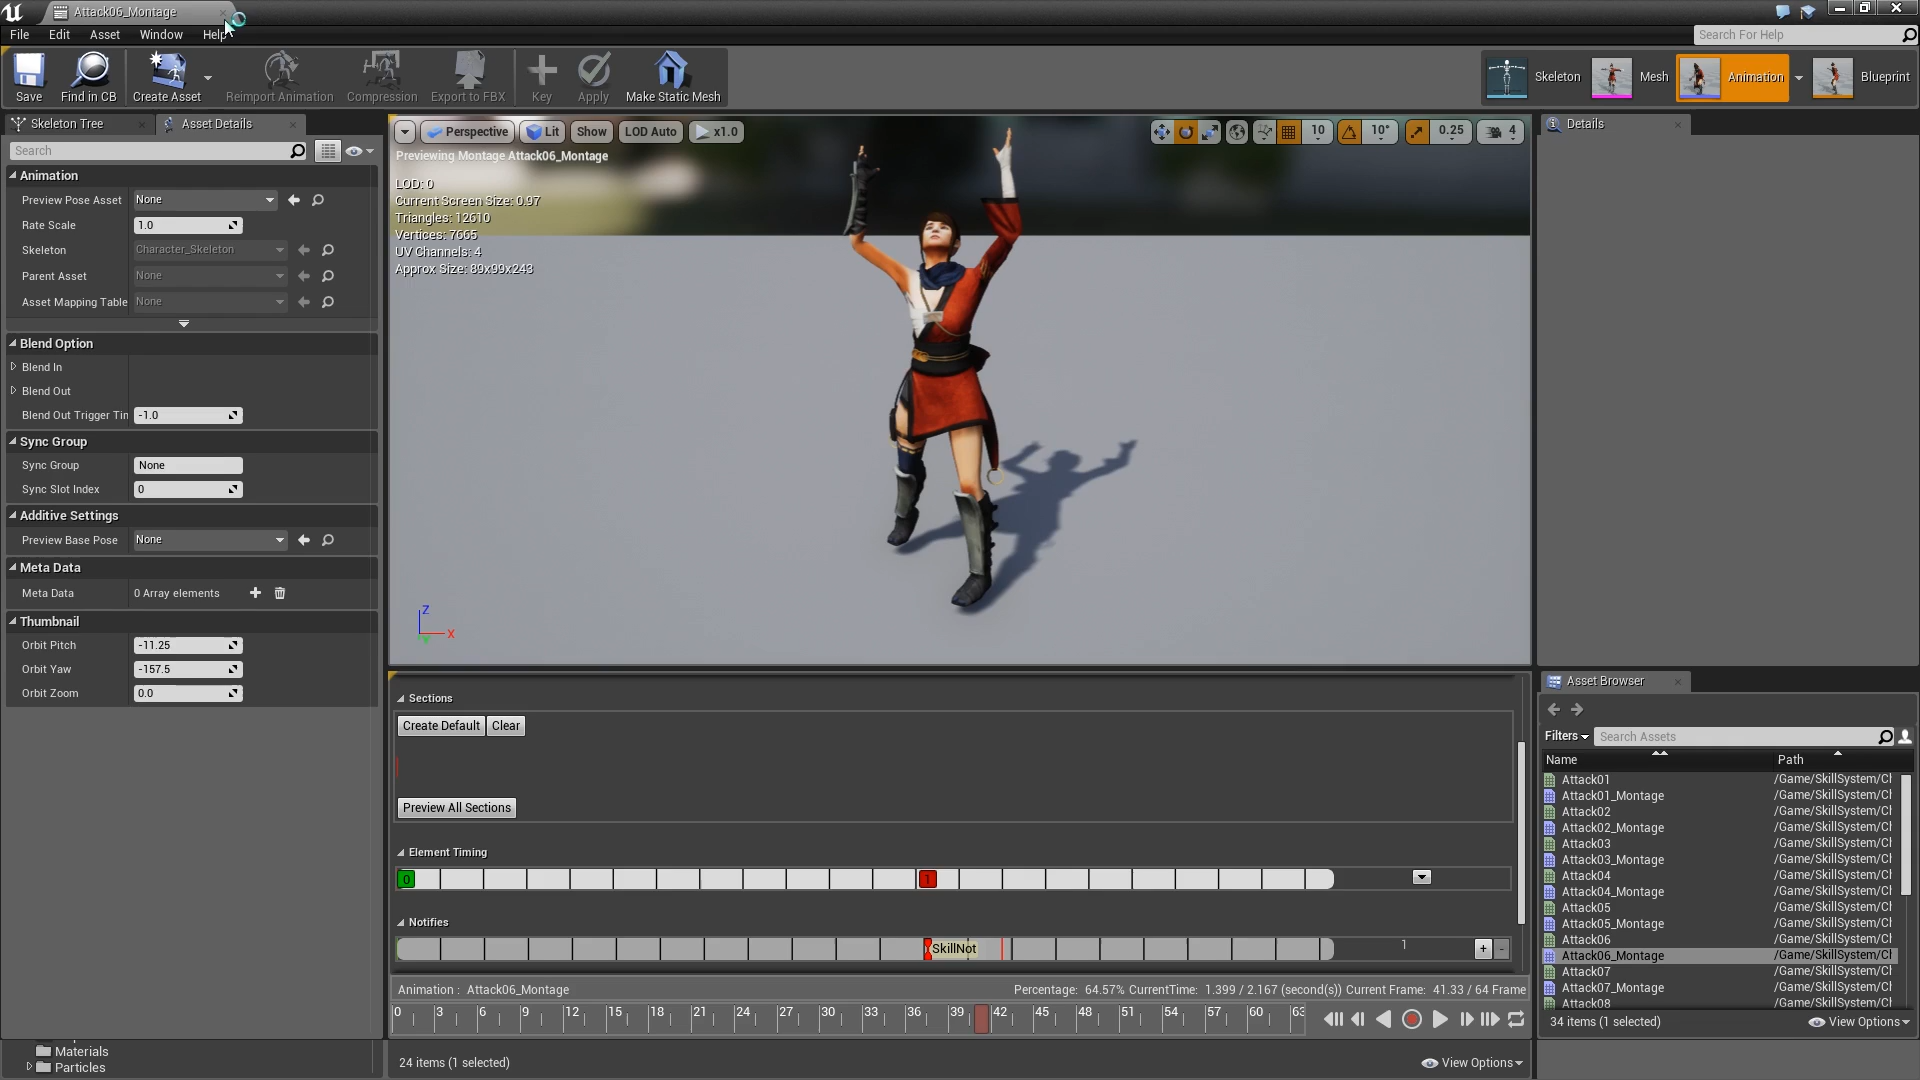 Attack06_Montage
File Edit Asset Window Help
Search For Help
Save Find in CB Create Asset Reimport Animation Compression Export to FBX Key Apply Make Static Mesh
Skeleton Mesh Animation Blueprint
Skeleton Tree Asset Details
Search
Animation
Preview Pose Asset None
Rate Scale 1.0
Skeleton Character_Skeleton
Parent Asset None
Asset Mapping Table None
Blend Option
Blend In
Blend Out
Blend Out Trigger Tin -1.0
Sync Group
Sync Group None
Sync Slot Index 0
Additive Settings
Preview Base Pose None
Meta Data
Meta Data 0 Array elements
Thumbnail
Orbit Pitch -11.25
Orbit Yaw -157.5
Orbit Zoom 0.0
Materials
Particles
Perspective Lit Show LOD Auto x1.0
10 10° 0.25 4
Previewing Montage Attack06_Montage
LOD: 0
Current Screen Size: 0.97
Triangles: 12610
Vertices: 7665
UV Channels: 4
Approx Size: 89x99x243
Z
X
Y
Sections
Create Default Clear
Preview All Sections
Element Timing
0 1
Notifies
SkillNot 1 + -
Animation : Attack06_Montage
Percentage: 64.57% CurrentTime: 1.399 / 2.167 (second(s)) Current Frame: 41.33 / 64 Frame
0 3 6 9 12 15 18 21 24 27 30 33 36 39 42 45 48 51 54 57 60 63
24 items (1 selected) View Options
Details
Asset Browser
Filters Search Assets
Name Path
Attack01 /Game/SkillSystem/Cl
Attack01_Montage /Game/SkillSystem/Cl
Attack02 /Game/SkillSystem/Cl
Attack02_Montage /Game/SkillSystem/Cl
Attack03 /Game/SkillSystem/Cl
Attack03_Montage /Game/SkillSystem/Cl
Attack04 /Game/SkillSystem/Cl
Attack04_Montage /Game/SkillSystem/Cl
Attack05 /Game/SkillSystem/Cl
Attack05_Montage /Game/SkillSystem/Cl
Attack06 /Game/SkillSystem/Cl
Attack06_Montage /Game/SkillSystem/Cl
Attack07 /Game/SkillSystem/Cl
Attack07_Montage /Game/SkillSystem/Cl
Attack08 /Game/SkillSystem/Cl
34 items (1 selected) View Options